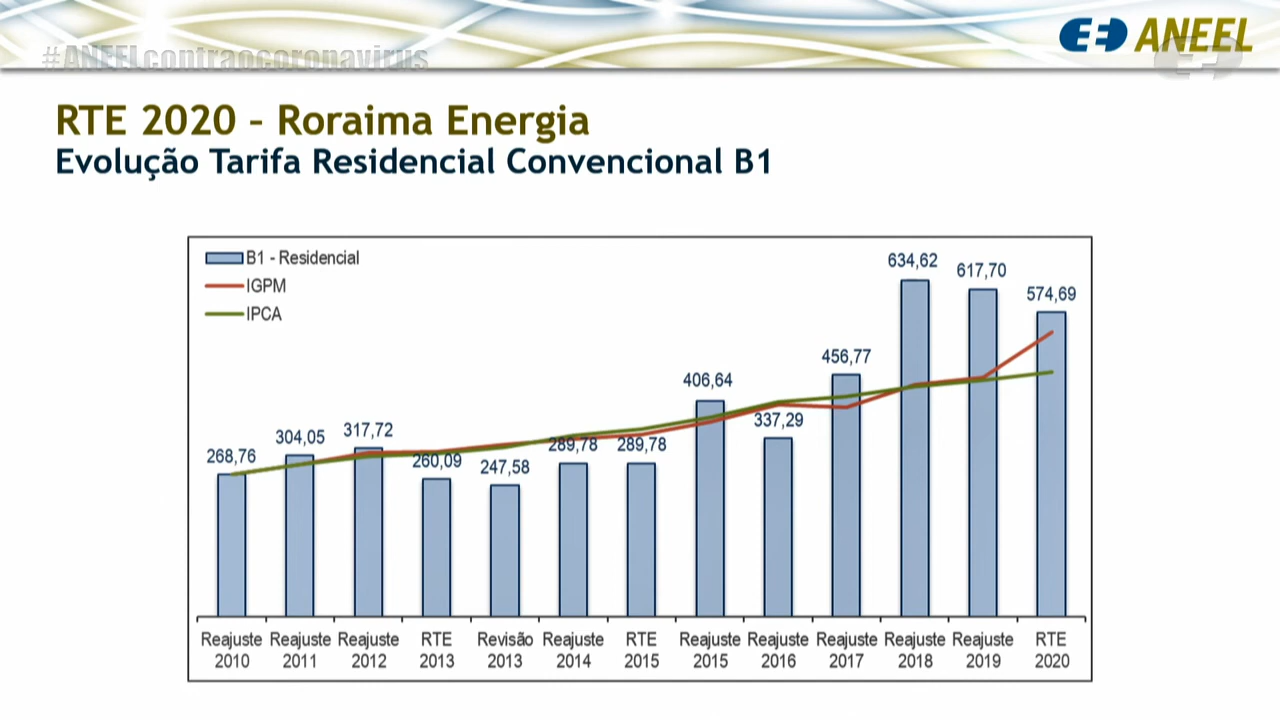 #ANEELcontraocoronavirus
ANEEL
RTE 2020 – Roraima Energia
Evolução Tarifa Residencial Convencional B1
B1 - Residencial
IGPM
IPCA
268,76
304,05
317,72
260,09
247,58
289,78
289,78
406,64
337,29
456,77
634,62
617,70
574,69
Reajuste 2010
Reajuste 2011
Reajuste 2012
RTE 2013
Revisão 2013
Reajuste 2014
RTE 2015
Reajuste 2015
Reajuste 2016
Reajuste 2017
Reajuste 2018
Reajuste 2019
RTE 2020